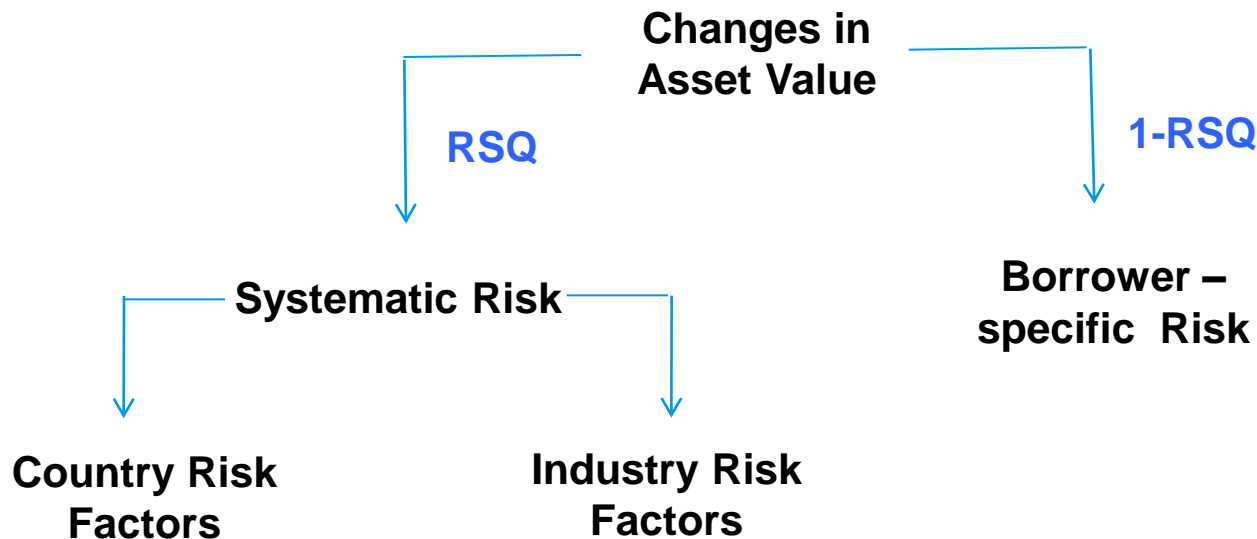 Changes in
Asset Value
RSQ
1-RSQ
Systematic Risk
Borrower –
specific Risk
Country Risk
Factors
Industry Risk
Factors